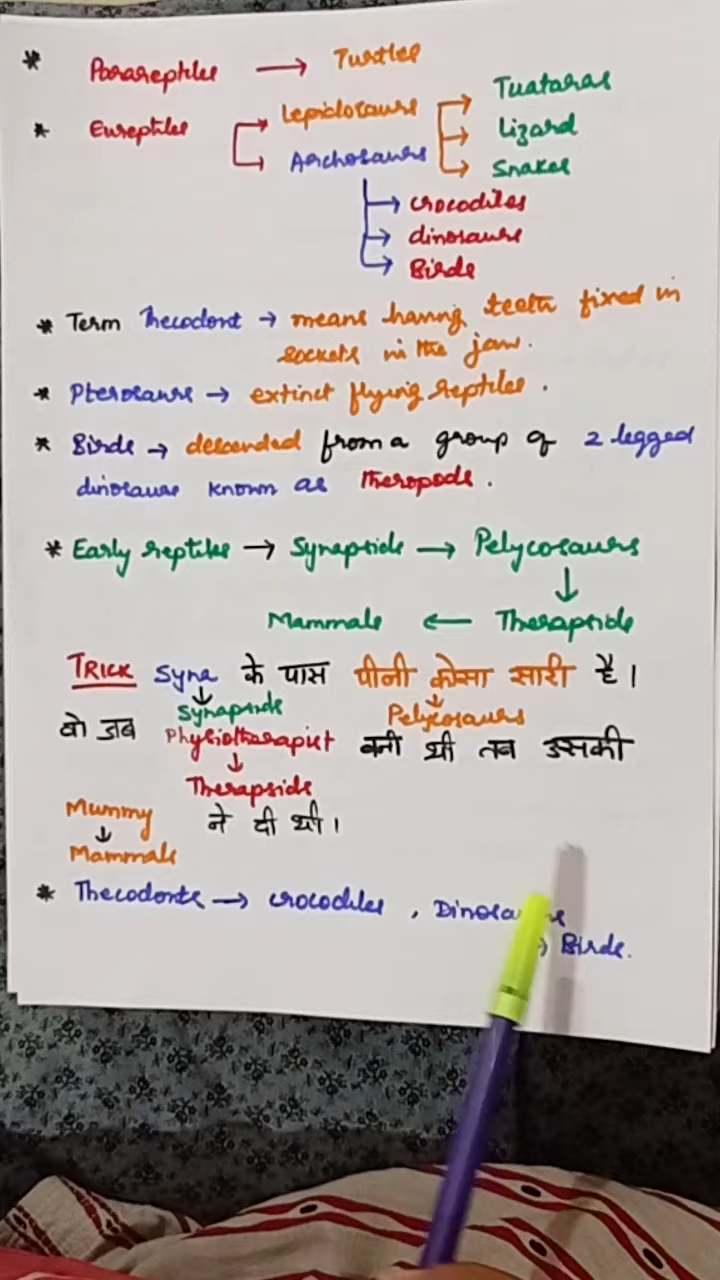 * Parareptiles → Turtles
* Eureptiles Lepidosaurs → Tuataras
→ Lizard
Archosaurs → Snakes
→ crocodiles
→ dinosaurs
→ Birds
* Term Thecodont → means having teeth fixed in
sockets in the jaw.
* Pterosaurs → extinct flying reptiles.
* Birds → descended from a group of 2 legged
dinosaurs known as theropods.
* Early reptiles → Synapsids → Pelycosaurs
↓
Mammals ← Therapsids
TRICK Syna के पास पीली कोसा सारी है।
↓ ↓
Synapsids Pelycosaurs
वो जब Physiotherapist बनी थी तब उसकी
↓
Therapsids
Mummy ने दी थी।
↓
Mammals
* Thecodonts → crocodiles ,
Birds.